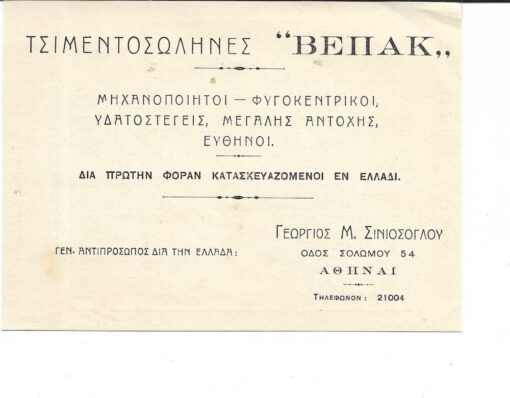 ΤΣΙΜΕΝΤΟΣΩΛΗΝΕΣ "ΒΕΠΑΚ„
ΜΗΧΑΝΟΠΟΙΗΤΟΙ — ΦΥΓΟΚΕΝΤΡΙΚΟΙ,
ΥΔΑΤΟΣΤΕΓΕΙΣ, ΜΕΓΑΛΗΣ ΑΝΤΟΧΗΣ,
ΕΥΘΗΝΟΙ.
ΔΙΑ ΠΡΩΤΗΝ ΦΟΡΑΝ ΚΑΤΑΣΚΕΥΑΖΟΜΕΝΟΙ ΕΝ ΕΛΛΑΔΙ.
ΓΕΝ. ΑΝΤΙΠΡΟΣΩΠΟΣ ΔΙΑ ΤΗΝ ΕΛΛΑΔΑ:
ΓΕΩΡΓΙΟΣ Μ. ΣΙΝΙΟΣΟΓΛΟΥ
ΟΔΟΣ ΣΟΛΩΜΟΥ 54
ΑΘΗΝΑΙ
ΤΗΛΕΦΩΝΟΝ: 21004